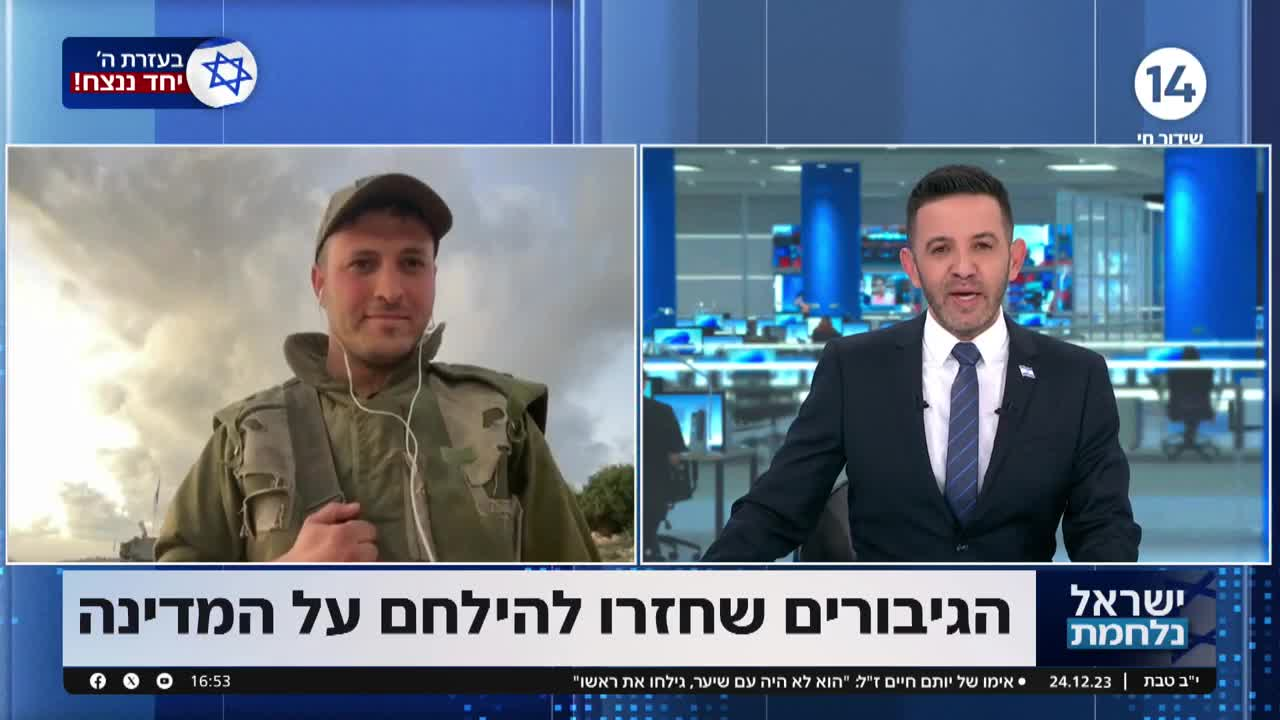 בעזרת ה'
יחד ננצח!
14
שידור חי
הגיבורים שחזרו להילחם על המדינה
ישראל
נלחמת
י"ב טבת | 24.12.23 • אימו של יותם חיים ז"ל: "הוא לא היה עם שיער, גילחו את ראשו" 16:53